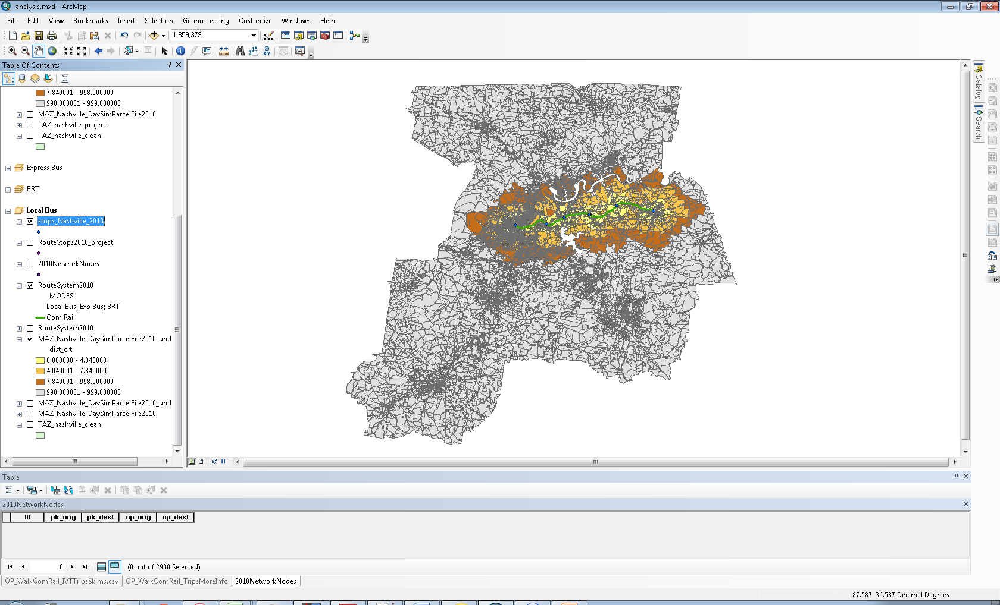 analysis.mxd - ArcMap
File Edit View Bookmarks Insert Selection Geoprocessing Customize Windows Help
1:859,379
Table Of Contents
7.840001 - 998.000000
998.000001 - 999.000000
MAZ_Nashville_DaySimParcelFile2010
TAZ_nashville_project
TAZ_nashville_clean
Express Bus
BRT
Local Bus
stops_Nashville_2010
RouteStops2010_project
2010NetworkNodes
RouteSystem2010
MODES
Local Bus; Exp Bus; BRT
Com Rail
RouteSystem2010
MAZ_Nashville_DaySimParcelFile2010_upd
dist_crt
0.000000 - 4.040000
4.040001 - 7.840000
7.840001 - 998.000000
998.000001 - 999.000000
MAZ_Nashville_DaySimParcelFile2010_upd
MAZ_Nashville_DaySimParcelFile2010
TAZ_nashville_clean
Catalog
Search
Table
2010NetworkNodes
ID pk_orig pk_dest op_orig op_dest
0 (0 out of 2900 Selected)
OP_WalkComRail_IVTTripsSkims.csv OP_WalkComRail_TripsMoreInfo 2010NetworkNodes
-87.587 36.537 Decimal Degrees